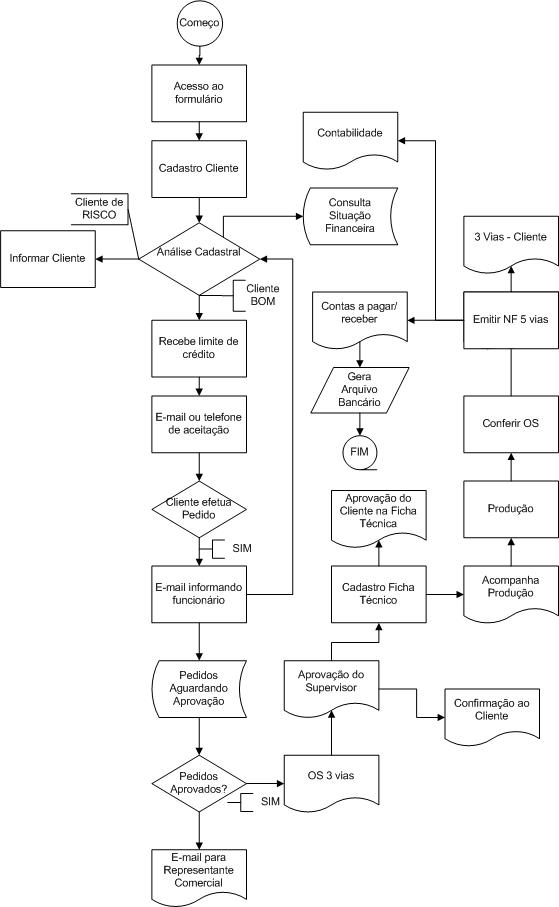 Começo
Acesso ao
formulário
Cadastro Cliente
Contabilidade
Cliente de
RISCO
Consulta
Situação
Financeira
Análise Cadastral
Informar Cliente
3 Vias - Cliente
Cliente
BOM
Contas a pagar/
receber
Emitir NF 5 vias
Recebe limite de
crédito
Gera
Arquivo
Bancário
E-mail ou telefone
de aceitação
Conferir OS
FIM
Cliente efetua
Pedido
SIM
Aprovação do
Cliente na Ficha
Técnica
Produção
E-mail informando
funcionário
Cadastro Ficha
Técnico
Acompanha
Produção
Pedidos
Aguardando
Aprovação
Aprovação do
Supervisor
Confirmação ao
Cliente
Pedidos
Aprovados?
SIM
OS 3 vias
E-mail para
Representante
Comercial